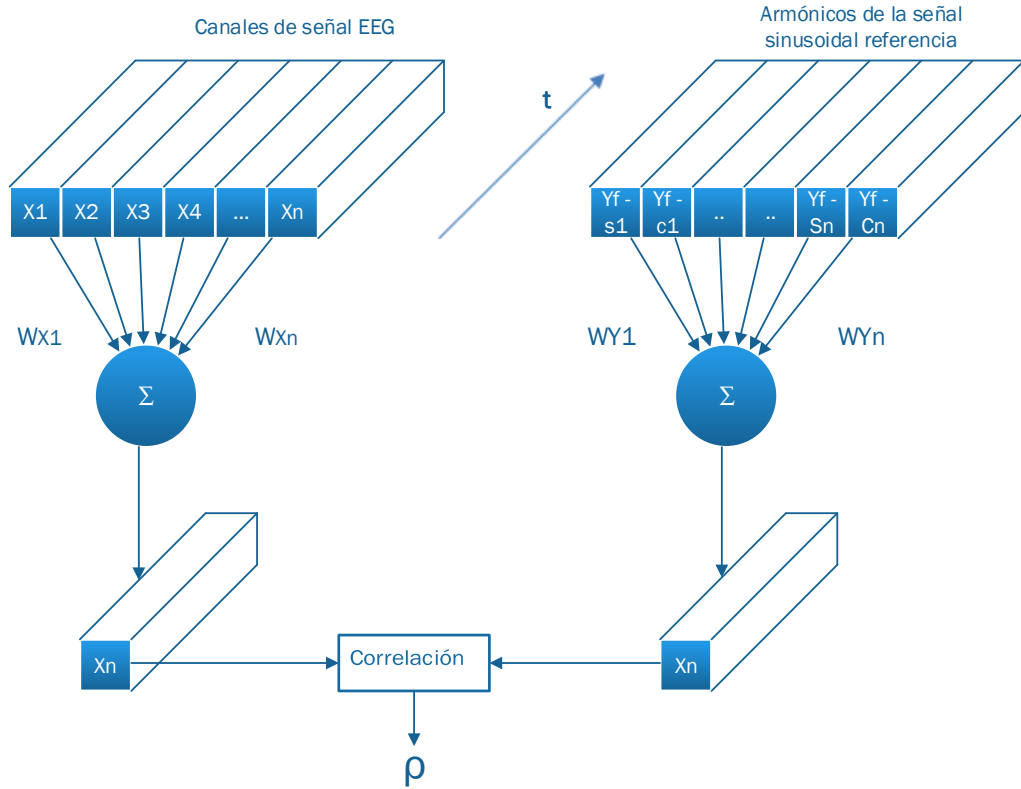 Canales de señal EEG
Armónicos de la señal
sinusoidal referencia
t
X1 X2 X3 X4 ... Xn
Yf - s1 Yf - c1 .. .. Yf - Sn Yf - Cn
WX1 WXn
WY1 WYn
Σ
Σ
Xn
Correlación
Xn
ρ